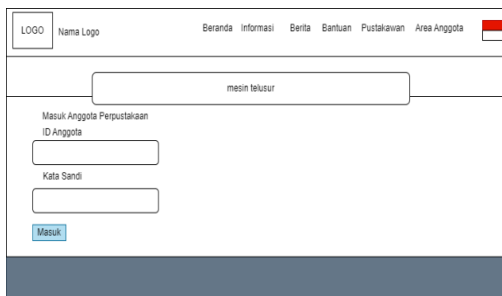 LOGO Nama Logo Beranda Informasi Berita Bantuan Pustakawan Area Anggota
mesin telusur
Masuk Anggota Perpustakaan
ID Anggota
Kata Sandi
Masuk